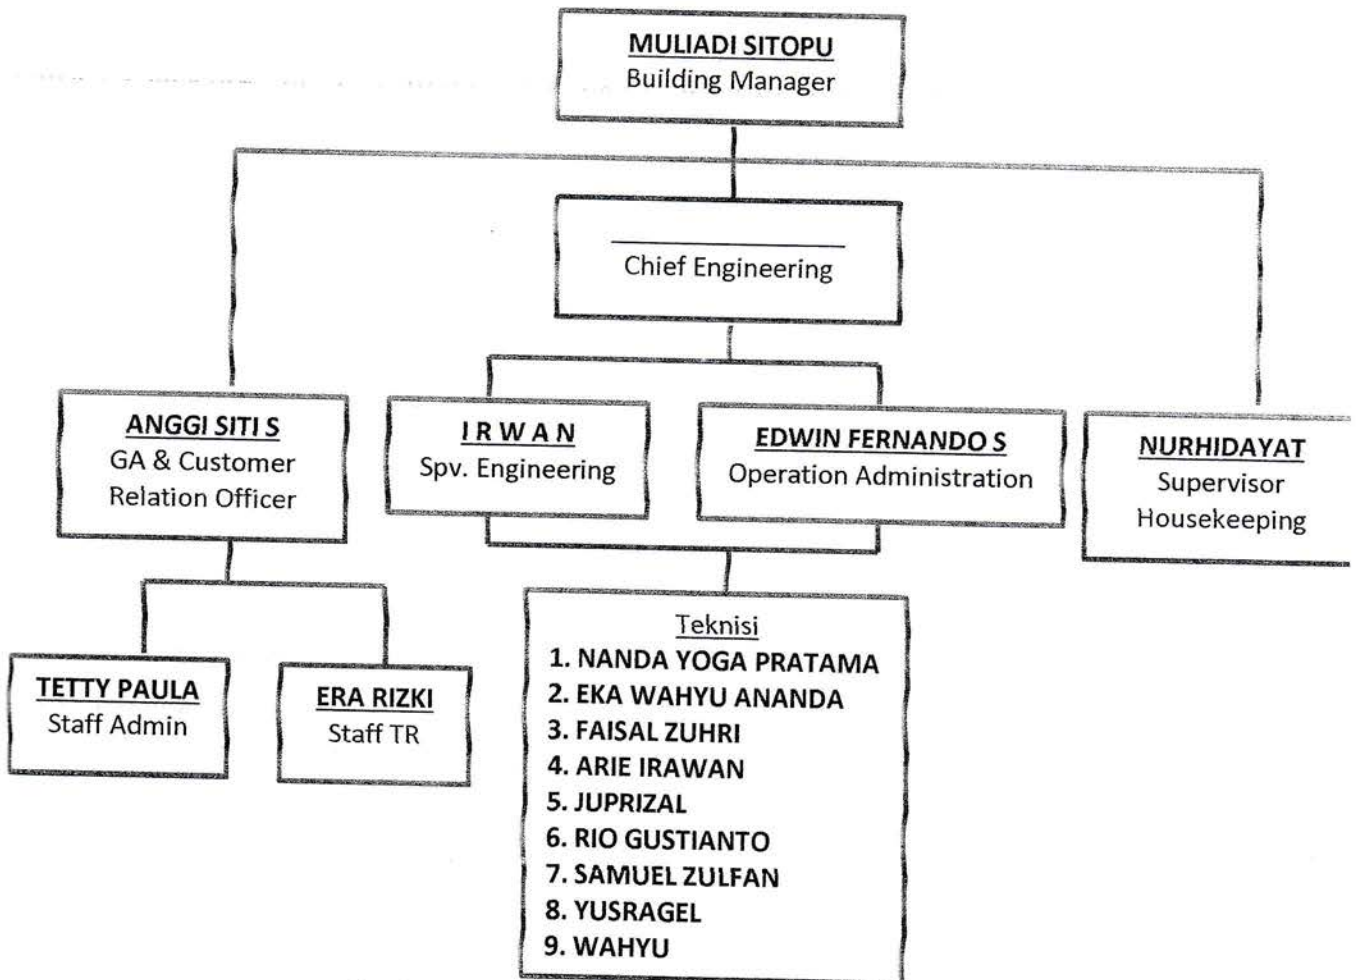 MULIADI SITOPU
Building Manager
Chief Engineering
ANGGI SITI S
GA & Customer
Relation Officer
I R W A N
Spv. Engineering
EDWIN FERNANDO S
Operation Administration
NURHIDAYAT
Supervisor
Housekeeping
TETTY PAULA
Staff Admin
ERA RIZKI
Staff TR
Teknisi
1. NANDA YOGA PRATAMA
2. EKA WAHYU ANANDA
3. FAISAL ZUHRI
4. ARIE IRAWAN
5. JUPRIZAL
6. RIO GUSTIANTO
7. SAMUEL ZULFAN
8. YUSRAGEL
9. WAHYU